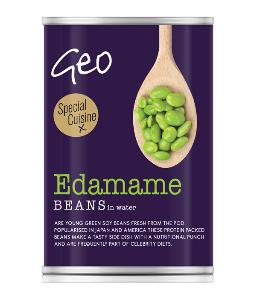 Geo
Special
Cuisine
x
Edamame
BEANS in water
ARE YOUNG GREEN SOY BEANS FRESH FROM THE POD
POPULARISED IN JAPAN AND AMERICA THESE PROTEIN PACKED
BEANS MAKE A TASTY SIDE DISH WITH A NUTRITIONAL PUNCH
AND ARE FREQUENTLY PART OF CELEBRITY DIETS.